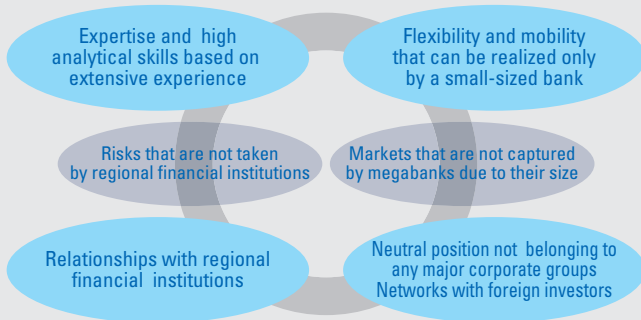 Expertise and high
analytical skills based on
extensive experience
Flexibility and mobility
that can be realized only
by a small-sized bank
Risks that are not taken
by regional financial institutions
Markets that are not captured
by megabanks due to their size
Relationships with regional
financial institutions
Neutral position not belonging to
any major corporate groups
Networks with foreign investors